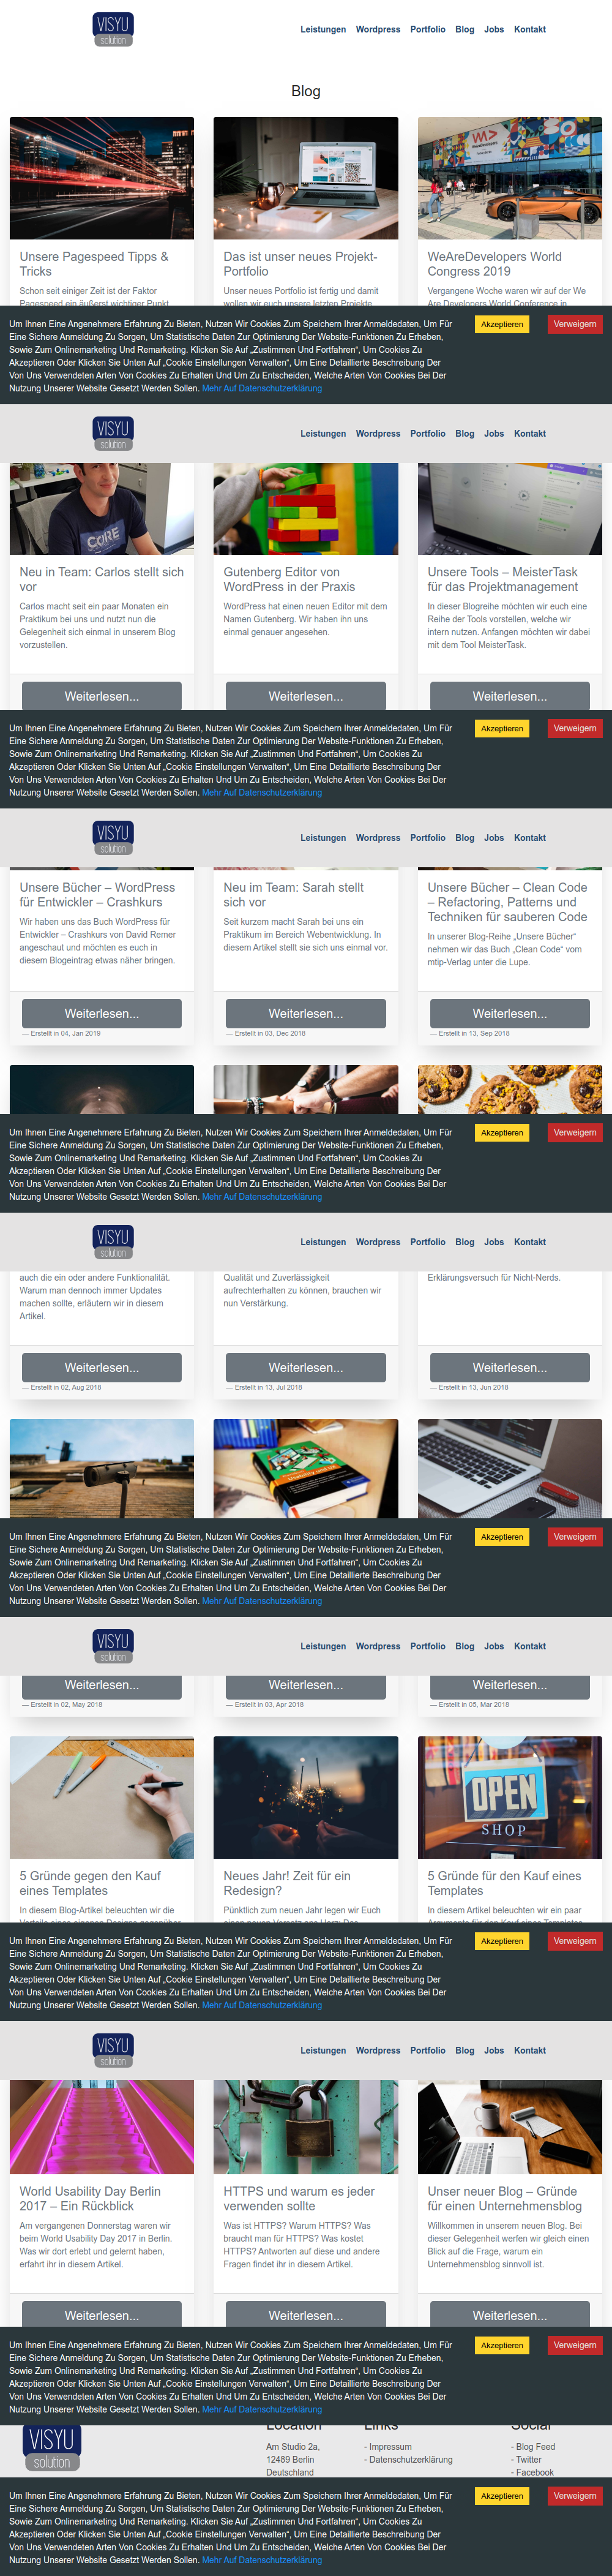 VISYU
solution
Leistungen Wordpress Portfolio Blog Jobs Kontakt
Blog
Unsere Pagespeed Tipps &
Tricks
Schon seit einiger Zeit ist der Faktor
Pagespeed ein äußerst wichtiger Punkt
Das ist unser neues Projekt-
Portfolio
Unser neues Portfolio ist fertig und damit
wollen wir euch unsere letzten Projekte
WeAreDevelopers World
Congress 2019
Vergangene Woche waren wir auf der We
Are Developers World Conference in
Um Ihnen Eine Angenehmere Erfahrung Zu Bieten, Nutzen Wir Cookies Zum Speichern Ihrer Anmeldedaten, Um Für
Eine Sichere Anmeldung Zu Sorgen, Um Statistische Daten Zur Optimierung Der Website-Funktionen Zu Erheben,
Sowie Zum Onlinemarketing Und Remarketing. Klicken Sie Auf „Zustimmen Und Fortfahren“, Um Cookies Zu
Akzeptieren Oder Klicken Sie Unten Auf „Cookie Einstellungen Verwalten“, Um Eine Detaillierte Beschreibung Der
Von Uns Verwendeten Arten Von Cookies Zu Erhalten Und Um Zu Entscheiden, Welche Arten Von Cookies Bei Der
Nutzung Unserer Website Gesetzt Werden Sollen. Mehr Auf Datenschutzerklärung
Akzeptieren
Verweigern
VISYU
solution
Leistungen Wordpress Portfolio Blog Jobs Kontakt
CORE
Neu in Team: Carlos stellt sich
vor
Carlos macht seit ein paar Monaten ein
Praktikum bei uns und nutzt nun die
Gelegenheit sich einmal in unserem Blog
vorzustellen.
Weiterlesen...
Gutenberg Editor von
WordPress in der Praxis
WordPress hat einen neuen Editor mit dem
Namen Gutenberg. Wir haben ihn uns
einmal genauer angesehen.
Weiterlesen...
Unsere Tools – MeisterTask
für das Projektmanagement
In dieser Blogreihe möchten wir euch eine
Reihe der Tools vorstellen, welche wir
intern nutzen. Anfangen möchten wir dabei
mit dem Tool MeisterTask.
Weiterlesen...
Um Ihnen Eine Angenehmere Erfahrung Zu Bieten, Nutzen Wir Cookies Zum Speichern Ihrer Anmeldedaten, Um Für
Eine Sichere Anmeldung Zu Sorgen, Um Statistische Daten Zur Optimierung Der Website-Funktionen Zu Erheben,
Sowie Zum Onlinemarketing Und Remarketing. Klicken Sie Auf „Zustimmen Und Fortfahren“, Um Cookies Zu
Akzeptieren Oder Klicken Sie Unten Auf „Cookie Einstellungen Verwalten“, Um Eine Detaillierte Beschreibung Der
Von Uns Verwendeten Arten Von Cookies Zu Erhalten Und Um Zu Entscheiden, Welche Arten Von Cookies Bei Der
Nutzung Unserer Website Gesetzt Werden Sollen. Mehr Auf Datenschutzerklärung
Akzeptieren
Verweigern
VISYU
solution
Leistungen Wordpress Portfolio Blog Jobs Kontakt
Unsere Bücher – WordPress
für Entwickler – Crashkurs
Wir haben uns das Buch WordPress für
Entwickler – Crashkurs von David Remer
angeschaut und möchten es euch in
diesem Blogeintrag etwas näher bringen.
Weiterlesen...
— Erstellt in 04, Jan 2019
Neu im Team: Sarah stellt
sich vor
Seit kurzem macht Sarah bei uns ein
Praktikum im Bereich Webentwicklung. In
diesem Artikel stellt sie sich uns einmal vor.
Weiterlesen...
— Erstellt in 03, Dec 2018
Unsere Bücher – Clean Code
– Refactoring, Patterns und
Techniken für sauberen Code
In unserer Blog-Reihe „Unsere Bücher“
nehmen wir das Buch „Clean Code“ vom
mtip-Verlag unter die Lupe.
Weiterlesen...
— Erstellt in 13, Sep 2018
Um Ihnen Eine Angenehmere Erfahrung Zu Bieten, Nutzen Wir Cookies Zum Speichern Ihrer Anmeldedaten, Um Für
Eine Sichere Anmeldung Zu Sorgen, Um Statistische Daten Zur Optimierung Der Website-Funktionen Zu Erheben,
Sowie Zum Onlinemarketing Und Remarketing. Klicken Sie Auf „Zustimmen Und Fortfahren“, Um Cookies Zu
Akzeptieren Oder Klicken Sie Unten Auf „Cookie Einstellungen Verwalten“, Um Eine Detaillierte Beschreibung Der
Von Uns Verwendeten Arten Von Cookies Zu Erhalten Und Um Zu Entscheiden, Welche Arten Von Cookies Bei Der
Nutzung Unserer Website Gesetzt Werden Sollen. Mehr Auf Datenschutzerklärung
Akzeptieren
Verweigern
VISYU
solution
Leistungen Wordpress Portfolio Blog Jobs Kontakt
auch die ein oder andere Funktionalität.
Warum man dennoch immer Updates
machen sollte, erläutern wir in diesem
Artikel.
Weiterlesen...
— Erstellt in 02, Aug 2018
Qualität und Zuverlässigkeit
aufrechterhalten zu können, brauchen wir
nun Verstärkung.
Weiterlesen...
— Erstellt in 13, Jul 2018
Erklärungsversuch für Nicht-Nerds.
Weiterlesen...
— Erstellt in 13, Jun 2018
Um Ihnen Eine Angenehmere Erfahrung Zu Bieten, Nutzen Wir Cookies Zum Speichern Ihrer Anmeldedaten, Um Für
Eine Sichere Anmeldung Zu Sorgen, Um Statistische Daten Zur Optimierung Der Website-Funktionen Zu Erheben,
Sowie Zum Onlinemarketing Und Remarketing. Klicken Sie Auf „Zustimmen Und Fortfahren“, Um Cookies Zu
Akzeptieren Oder Klicken Sie Unten Auf „Cookie Einstellungen Verwalten“, Um Eine Detaillierte Beschreibung Der
Von Uns Verwendeten Arten Von Cookies Zu Erhalten Und Um Zu Entscheiden, Welche Arten Von Cookies Bei Der
Nutzung Unserer Website Gesetzt Werden Sollen. Mehr Auf Datenschutzerklärung
Akzeptieren
Verweigern
VISYU
solution
Leistungen Wordpress Portfolio Blog Jobs Kontakt
Weiterlesen...
— Erstellt in 02, May 2018
Weiterlesen...
— Erstellt in 03, Apr 2018
Weiterlesen...
— Erstellt in 05, Mar 2018
OPEN
SHOP
5 Gründe gegen den Kauf
eines Templates
In diesem Blog-Artikel beleuchten wir die
Neues Jahr! Zeit für ein
Redesign?
Pünktlich zum neuen Jahr legen wir Euch
5 Gründe für den Kauf eines
Templates
In diesem Artikel beleuchten wir ein paar
Um Ihnen Eine Angenehmere Erfahrung Zu Bieten, Nutzen Wir Cookies Zum Speichern Ihrer Anmeldedaten, Um Für
Eine Sichere Anmeldung Zu Sorgen, Um Statistische Daten Zur Optimierung Der Website-Funktionen Zu Erheben,
Sowie Zum Onlinemarketing Und Remarketing. Klicken Sie Auf „Zustimmen Und Fortfahren“, Um Cookies Zu
Akzeptieren Oder Klicken Sie Unten Auf „Cookie Einstellungen Verwalten“, Um Eine Detaillierte Beschreibung Der
Von Uns Verwendeten Arten Von Cookies Zu Erhalten Und Um Zu Entscheiden, Welche Arten Von Cookies Bei Der
Nutzung Unserer Website Gesetzt Werden Sollen. Mehr Auf Datenschutzerklärung
Akzeptieren
Verweigern
VISYU
solution
Leistungen Wordpress Portfolio Blog Jobs Kontakt
World Usability Day Berlin
2017 – Ein Rückblick
Am vergangenen Donnerstag waren wir
beim World Usability Day 2017 in Berlin.
Was wir dort erlebt und gelernt haben,
erfahrt ihr in diesem Artikel.
Weiterlesen...
HTTPS und warum es jeder
verwenden sollte
Was ist HTTPS? Warum HTTPS? Was
braucht man für HTTPS? Was kostet
HTTPS? Antworten auf diese und andere
Fragen findet ihr in diesem Artikel.
Weiterlesen...
Unser neuer Blog – Gründe
für einen Unternehmensblog
Willkommen in unserem neuen Blog. Bei
dieser Gelegenheit werfen wir gleich einen
Blick auf die Frage, warum ein
Unternehmensblog sinnvoll ist.
Weiterlesen...
Um Ihnen Eine Angenehmere Erfahrung Zu Bieten, Nutzen Wir Cookies Zum Speichern Ihrer Anmeldedaten, Um Für
Eine Sichere Anmeldung Zu Sorgen, Um Statistische Daten Zur Optimierung Der Website-Funktionen Zu Erheben,
Sowie Zum Onlinemarketing Und Remarketing. Klicken Sie Auf „Zustimmen Und Fortfahren“, Um Cookies Zu
Akzeptieren Oder Klicken Sie Unten Auf „Cookie Einstellungen Verwalten“, Um Eine Detaillierte Beschreibung Der
Von Uns Verwendeten Arten Von Cookies Zu Erhalten Und Um Zu Entscheiden, Welche Arten Von Cookies Bei Der
Nutzung Unserer Website Gesetzt Werden Sollen. Mehr Auf Datenschutzerklärung
Akzeptieren
Verweigern
VISYU
solution
Location
Am Studio 2a,
12489 Berlin
Deutschland
Links
- Impressum
- Datenschutzerklärung
Social
- Blog Feed
- Twitter
- Facebook
Um Ihnen Eine Angenehmere Erfahrung Zu Bieten, Nutzen Wir Cookies Zum Speichern Ihrer Anmeldedaten, Um Für
Eine Sichere Anmeldung Zu Sorgen, Um Statistische Daten Zur Optimierung Der Website-Funktionen Zu Erheben,
Sowie Zum Onlinemarketing Und Remarketing. Klicken Sie Auf „Zustimmen Und Fortfahren“, Um Cookies Zu
Akzeptieren Oder Klicken Sie Unten Auf „Cookie Einstellungen Verwalten“, Um Eine Detaillierte Beschreibung Der
Von Uns Verwendeten Arten Von Cookies Zu Erhalten Und Um Zu Entscheiden, Welche Arten Von Cookies Bei Der
Nutzung Unserer Website Gesetzt Werden Sollen. Mehr Auf Datenschutzerklärung
Akzeptieren
Verweigern